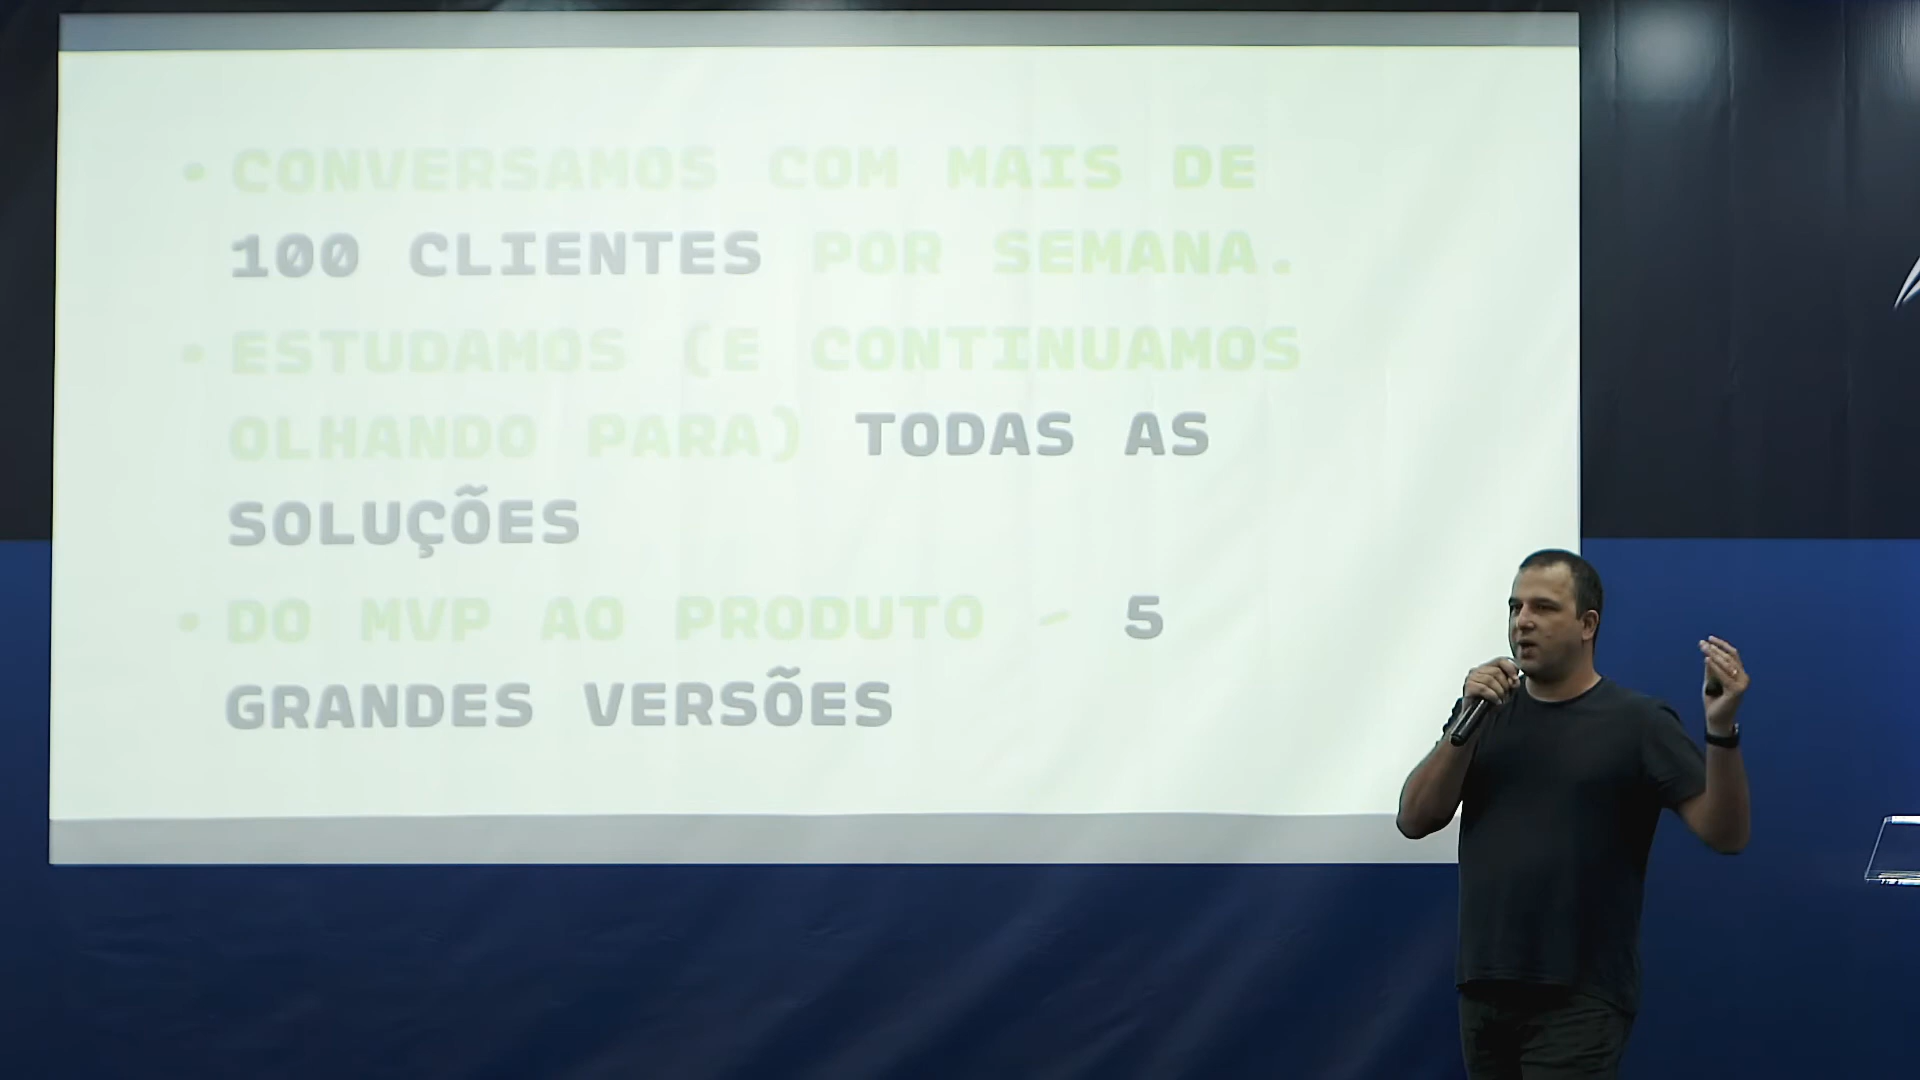 • CONVERSAMOS COM MAIS DE
100 CLIENTES POR SEMANA.
• ESTUDAMOS (E CONTINUAMOS
OLHANDO PARA) TODAS AS
SOLUÇÕES
• DO MVP AO PRODUTO - 5
GRANDES VERSÕES